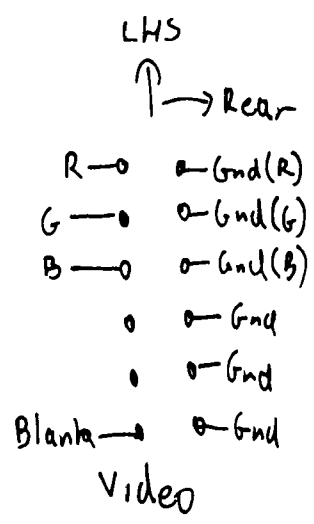 LHS
Rear
R Gnd(R)
G Gnd(G)
B Gnd(B)
Gnd
Gnd
Blank Gnd
Video